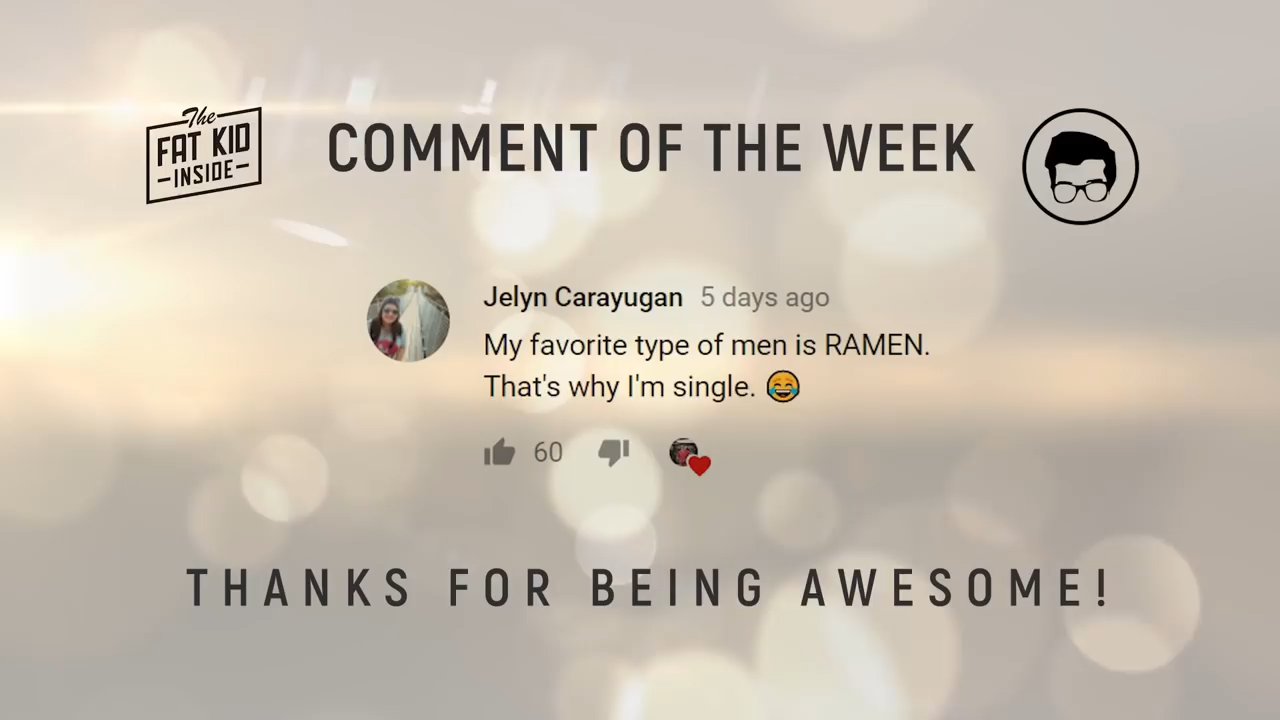 The
FAT KID
INSIDE
COMMENT OF THE WEEK
Jelyn Carayugan 5 days ago
My favorite type of men is RAMEN.
That's why I'm single. 😂
60
THANKS FOR BEING AWESOME!